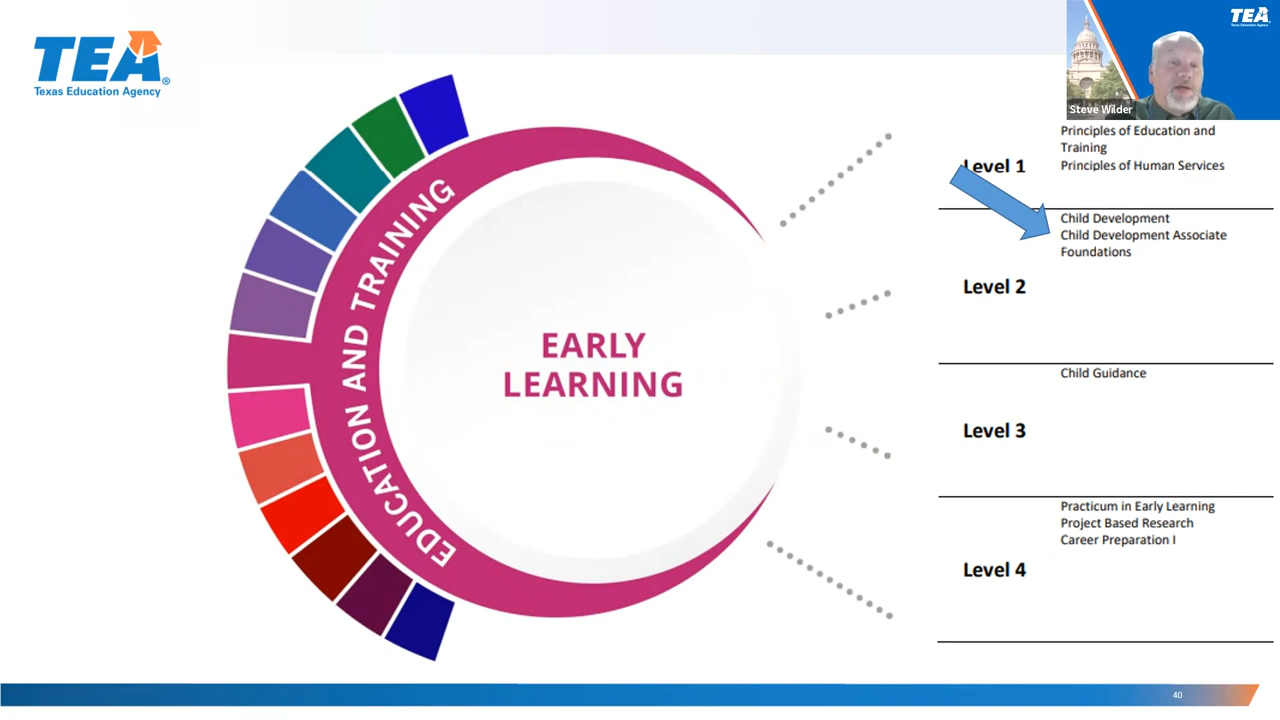 TEA
Texas Education Agency
TEA
Texas Education Agency
Steve Wilder
EDUCATION AND TRAINING
EARLY
LEARNING
Level 1
Principles of Education and
Training
Principles of Human Services
Level 2
Child Development
Child Development Associate
Foundations
Level 3
Child Guidance
Level 4
Practicum in Early Learning
Project Based Research
Career Preparation I
40